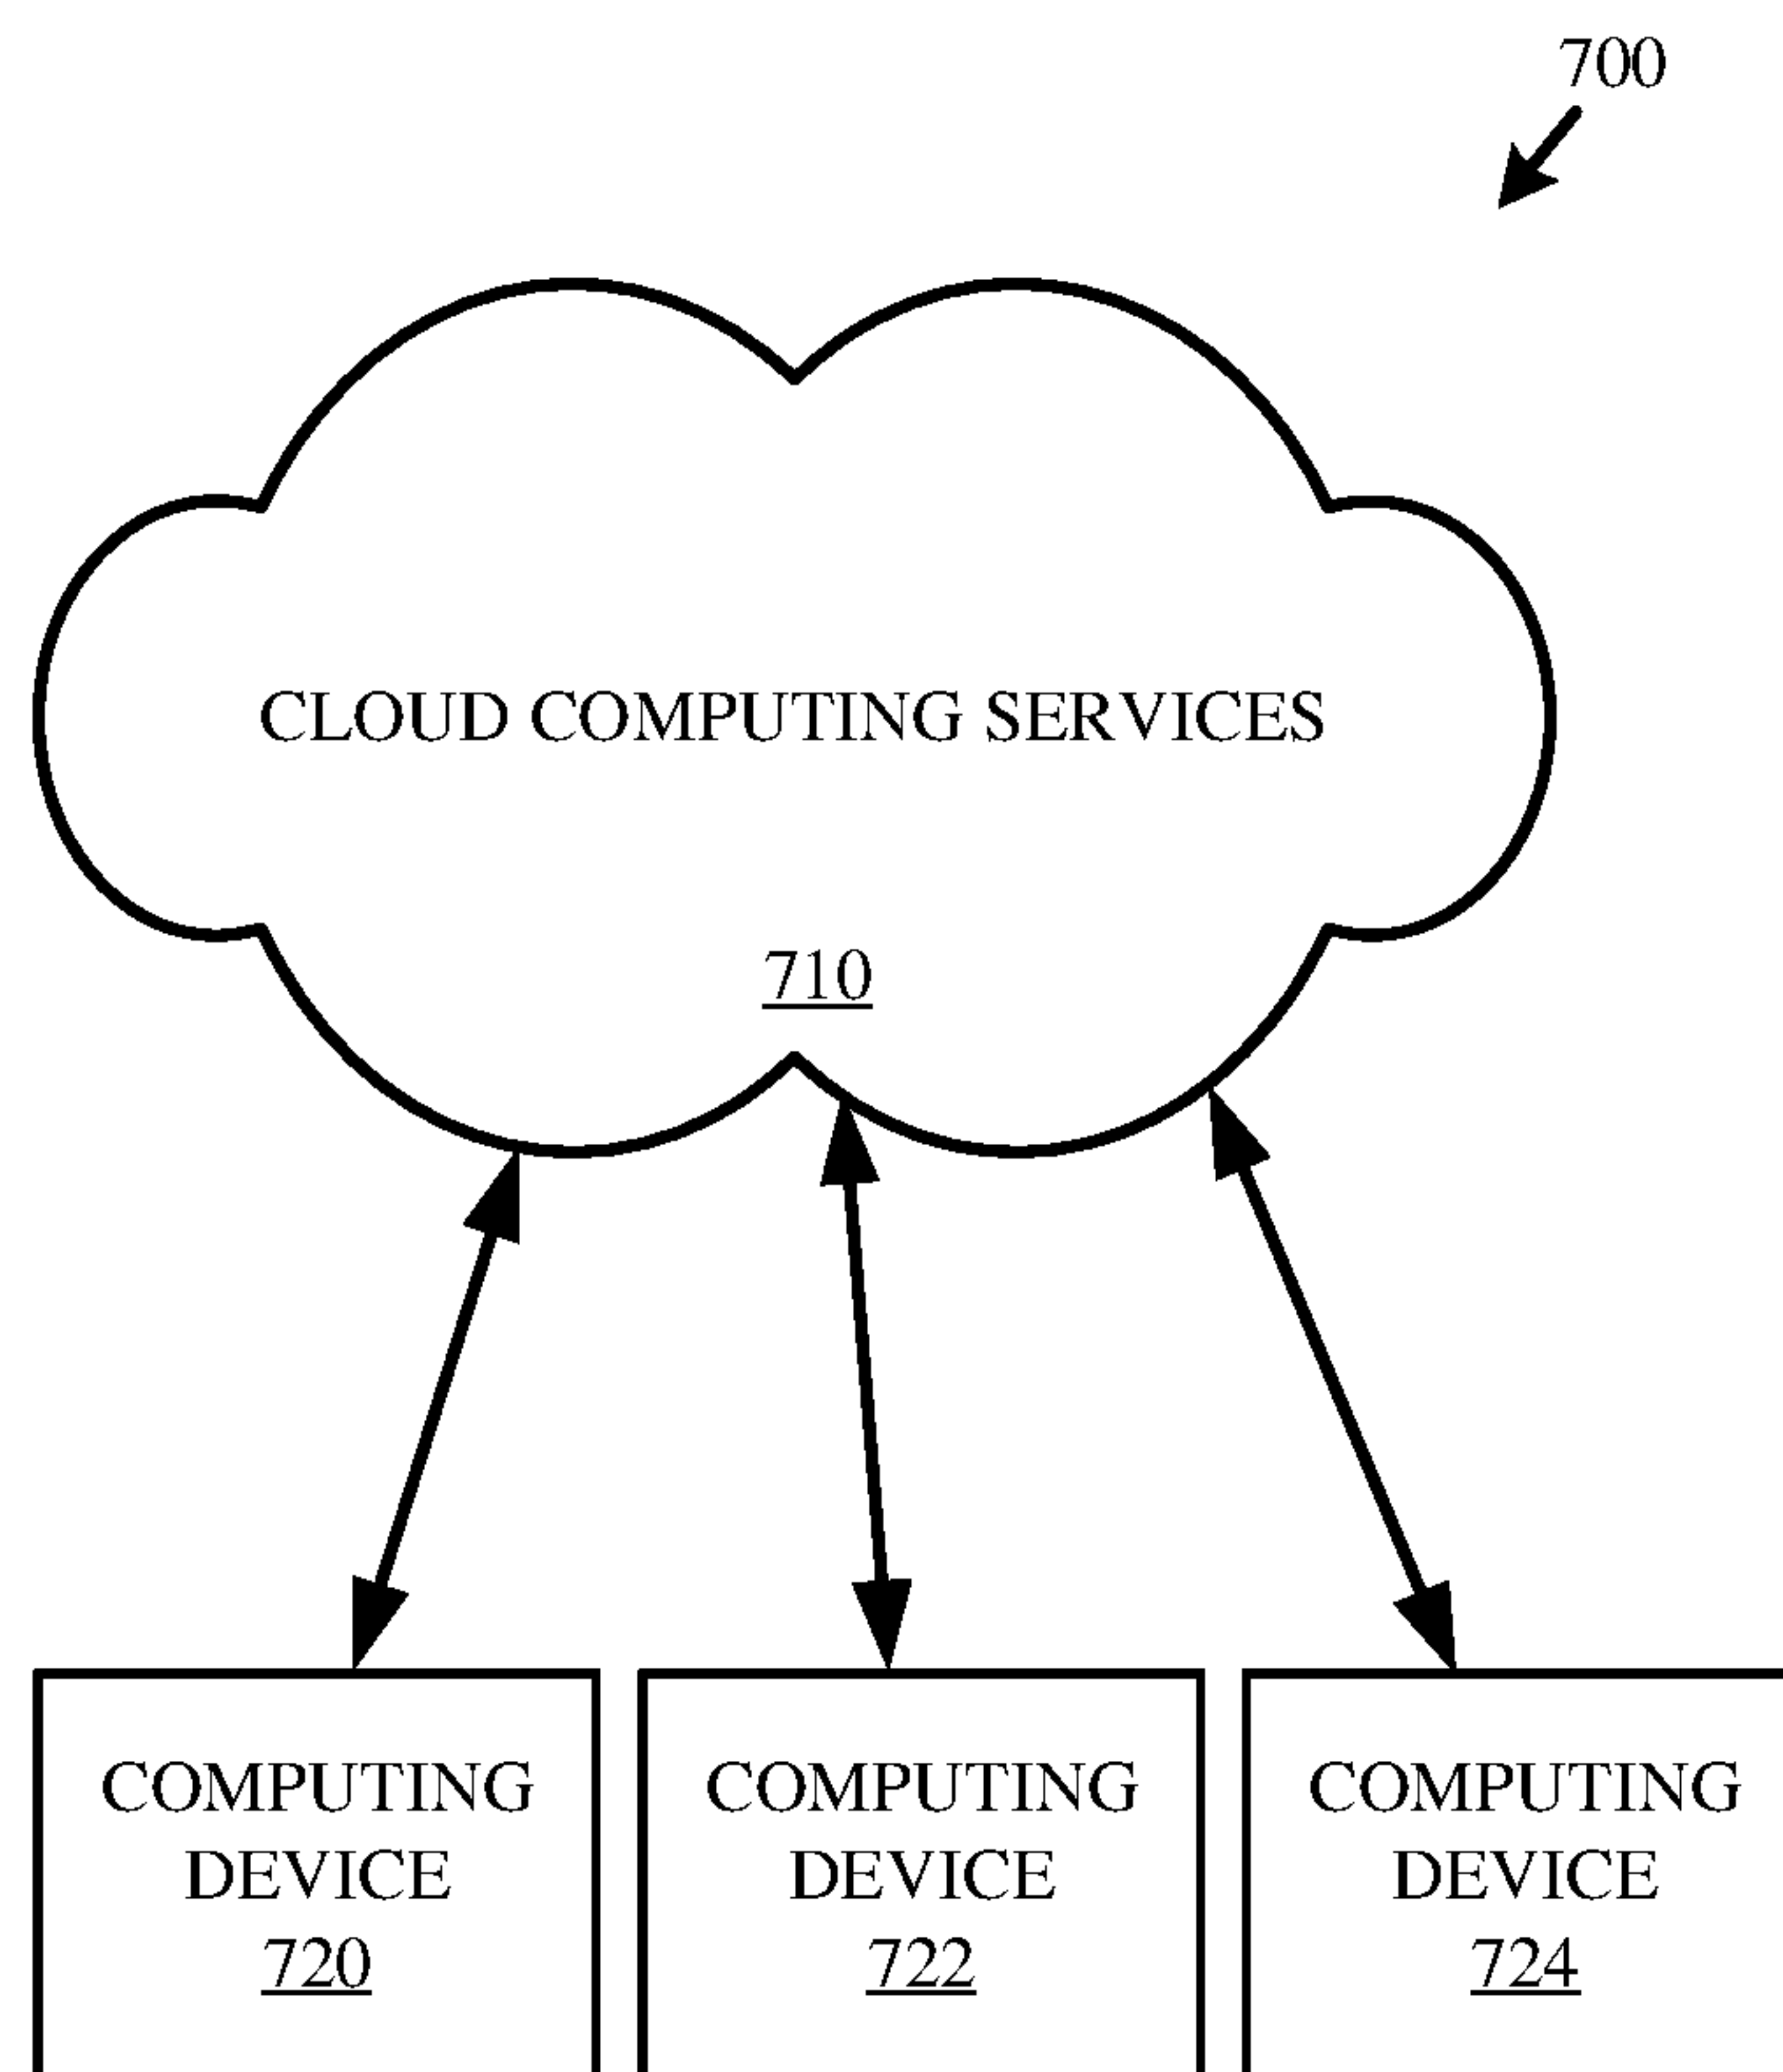 700
CLOUD COMPUTING SERVICES
710
COMPUTING
DEVICE
720
COMPUTING
DEVICE
722
COMPUTING
DEVICE
724